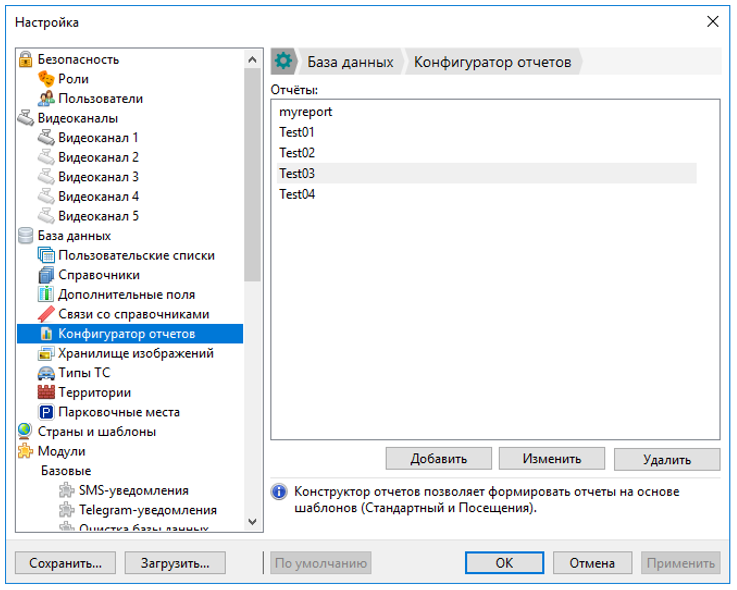 Настройка
Безопасность
Роли
Пользователи
Видеоканалы
Видеоканал 1
Видеоканал 2
Видеоканал 3
Видеоканал 4
Видеоканал 5
База данных
Пользовательские списки
Справочники
Дополнительные поля
Связи со справочниками
Конфигуратор отчетов
Хранилище изображений
Типы ТС
Территории
Парковочные места
Страны и шаблоны
Модули
Базовые
SMS-уведомления
Telegram-уведомления
Очистка базы данных
База данных Конфигуратор отчетов
Отчёты:
myreport
Test01
Test02
Test03
Test04
Добавить Изменить Удалить
Конструктор отчетов позволяет формировать отчеты на основе
шаблонов (Стандартный и Посещения).
Сохранить... Загрузить... По умолчанию OK Отмена Применить